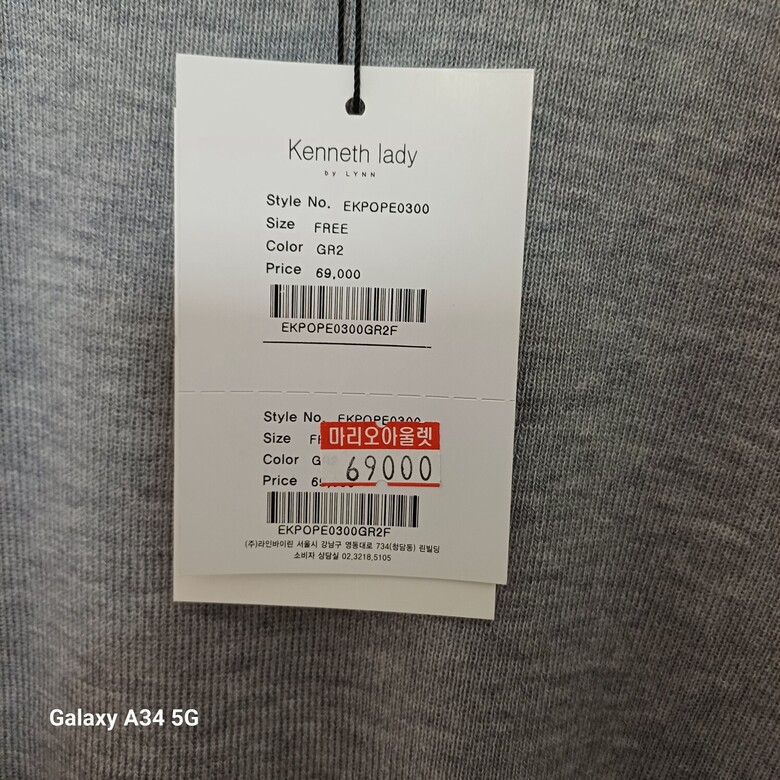 Kenneth lady
by LYNN
Style No. EKPOPE0300
Size FREE
Color GR2
Price 69,000
EKPOPE0300GR2F
Style No. EKPOPE0300
Size
마리오아울렛
Color
69000
Price
EKPOPE0300GR2F
(주)라인바이린 서울시 강남구 영동대로 734(청담동) 린빌딩
소비자 상담실 02.3218.5105
Galaxy A34 5G